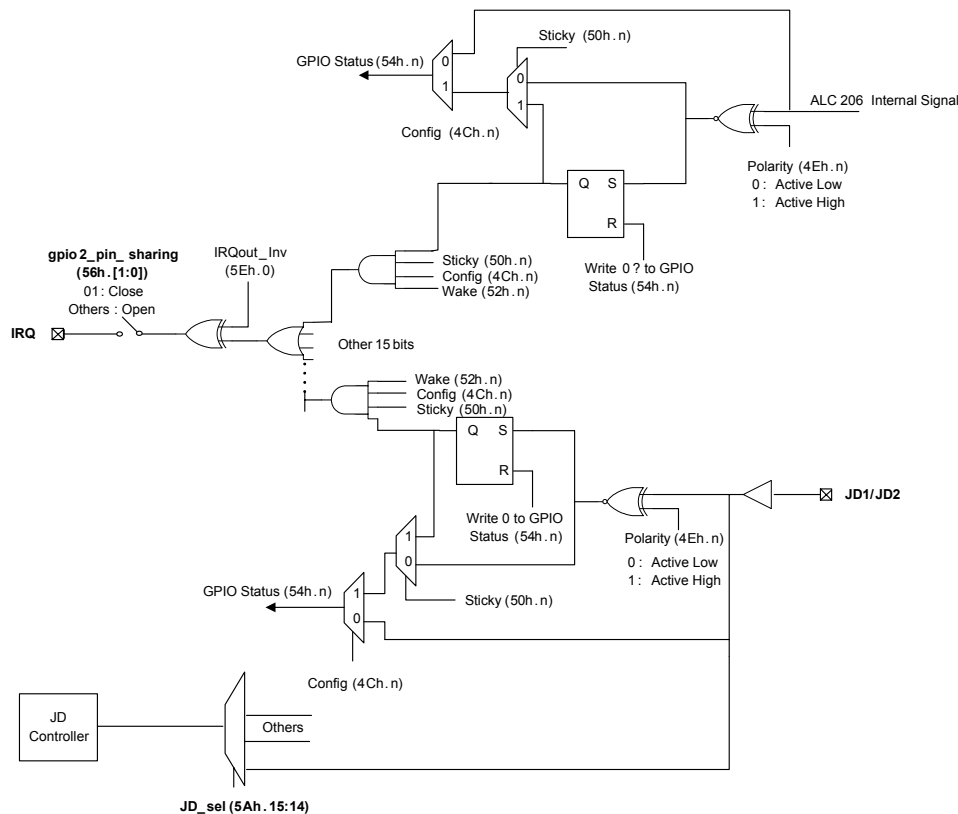 Sticky (50h.n)
GPIO Status (54h.n)
0
1
0
1
ALC 206 Internal Signal
Config (4Ch.n)
Polarity (4Eh.n)
0 : Active Low
1 : Active High
Q S
R
gpio 2_pin_ sharing
(56h.[1:0])
01: Close
Others : Open
IRQout_Inv
(5Eh.0)
Sticky (50h.n)
Config (4Ch.n)
Wake (52h.n)
Write 0 ? to GPIO
Status (54h.n)
IRQ
Other 15 bits
Wake (52h.n)
Config (4Ch.n)
Sticky (50h.n)
Q S
R
JD1/JD2
Write 0 to GPIO
Status (54h.n)
Polarity (4Eh.n)
0 : Active Low
1 : Active High
1
0
GPIO Status (54h.n)
1
0
Sticky (50h.n)
Config (4Ch.n)
JD
Controller
Others
JD_sel (5Ah.15:14)